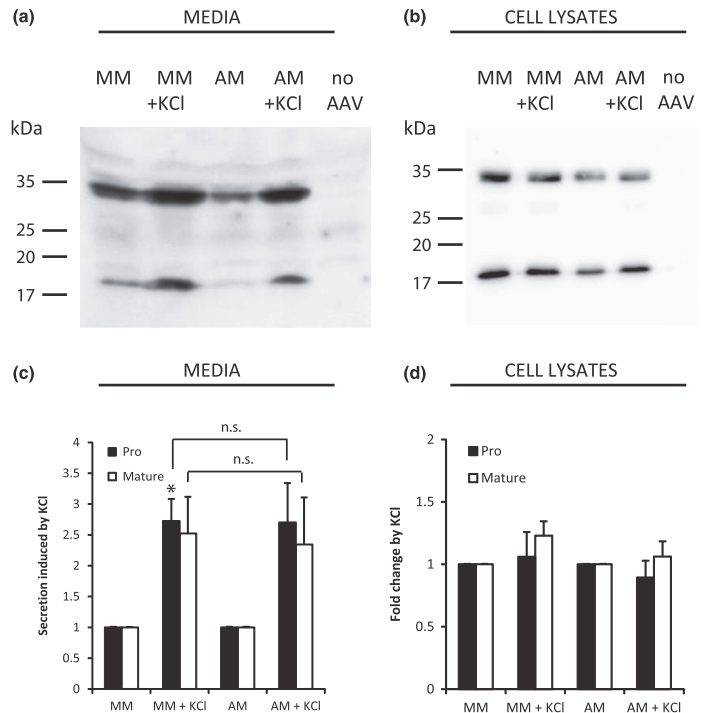 (a)
MEDIA
MM MM AM AM no
+KCl +KCl AAV
kDa
35
25
20
17
(b)
CELL LYSATES
MM MM AM AM no
+KCl +KCl AAV
kDa
35
25
20
17
(c)
MEDIA
n.s.
n.s.
Pro
Mature
*
Secretion induced by KCl
4
3.5
3
2.5
2
1.5
1
0.5
0
MM MM + KCl AM AM + KCl
(d)
CELL LYSATES
Pro
Mature
Fold change by KCl
2
1.5
1
0.5
0
MM MM + KCl AM AM + KCl